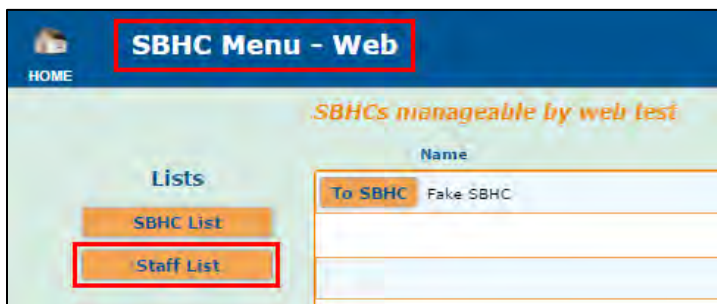 SBHC Menu - Web
HOME
SBHCs manageable by web test
Name
Lists
To SBHC Fake SBHC
SBHC List
Staff List